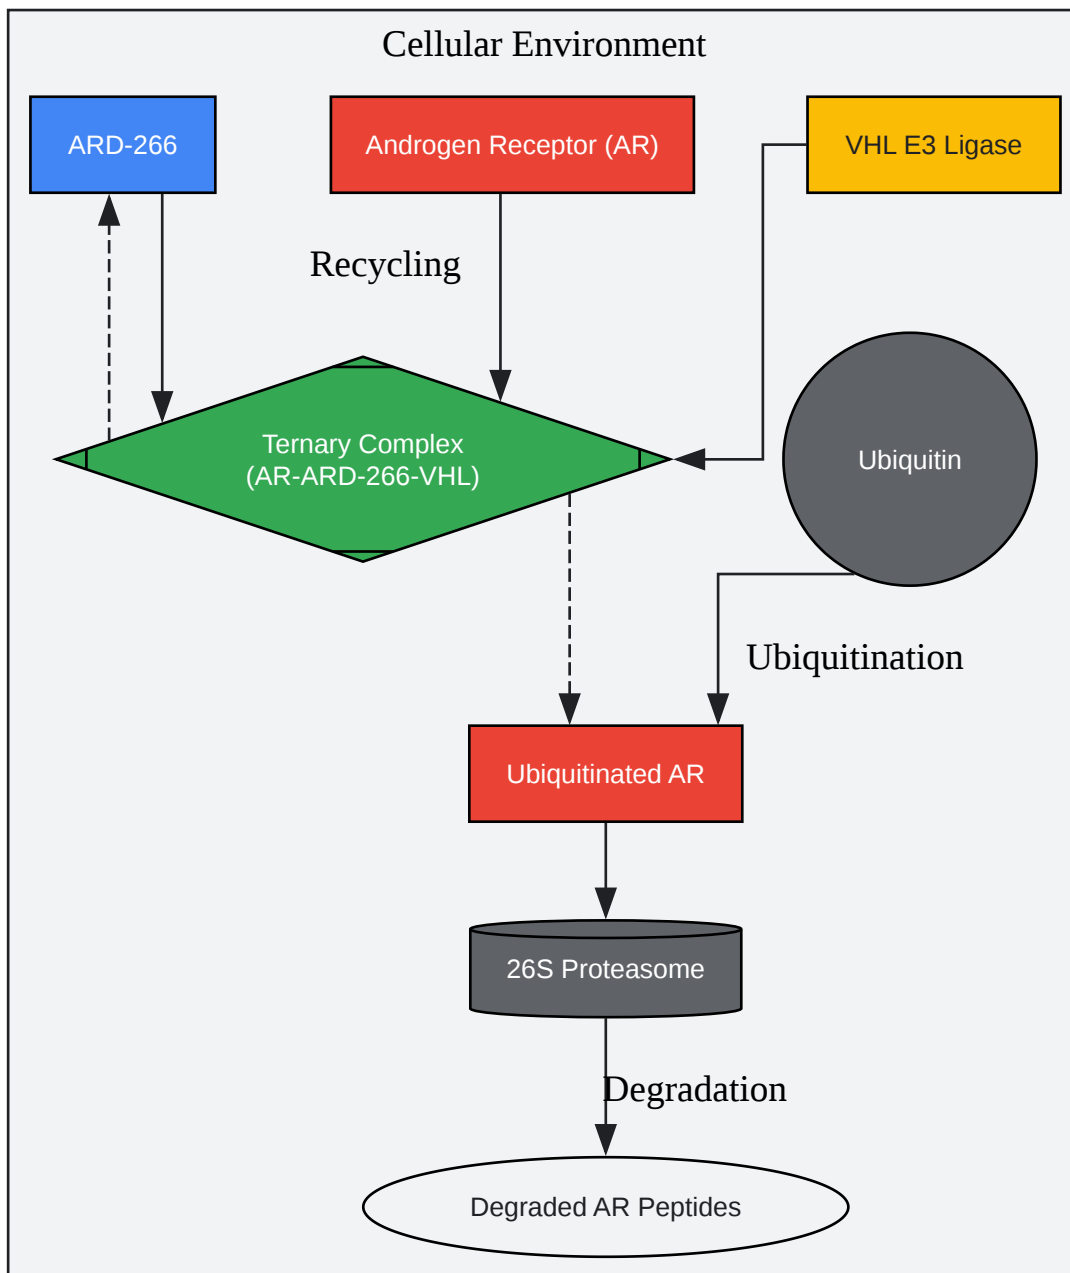 Cellular Environment
ARD-266
Androgen Receptor (AR)
VHL E3 Ligase
Recycling
Ternary Complex
(AR-ARD-266-VHL)
Ubiquitin
Ubiquitination
Ubiquitinated AR
26S Proteasome
Degradation
Degraded AR Peptides